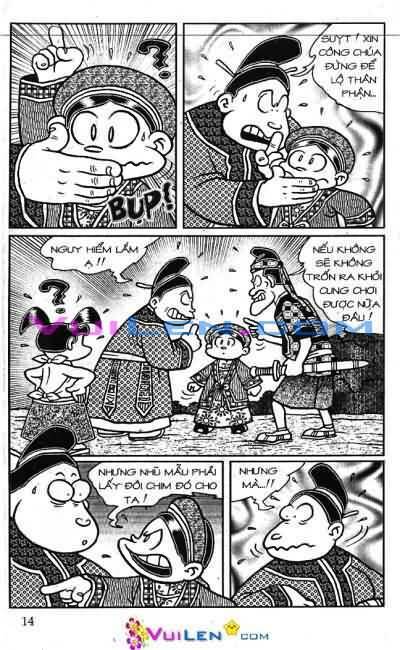 ?
BỤP!
SUỴT! XIN
CÔNG CHÚA
ĐỪNG ĐỂ
LỘ THÂN
PHẬN...
NGUY HIỂM LẮM
Ạ!!
?
NẾU KHÔNG
SẼ KHÔNG
TRỐN RA KHỎI
CUNG CHƠI
ĐƯỢC NỮA
ĐÂU!
VUILEN.COM
NHƯNG NHŨ MẪU PHẢI
LẤY ĐÔI CHIM ĐÓ CHO
TA!
NHƯNG
MÀ...!!
14
VUILEN.COM